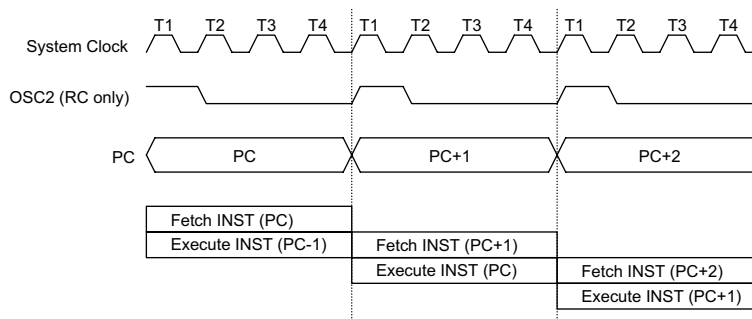 T1 T2 T3 T4 T1 T2 T3 T4 T1 T2 T3 T4
System Clock
OSC2 (RC only)
PC PC PC+1 PC+2
Fetch INST (PC)
Execute INST (PC-1) Fetch INST (PC+1)
Execute INST (PC) Fetch INST (PC+2)
Execute INST (PC+1)